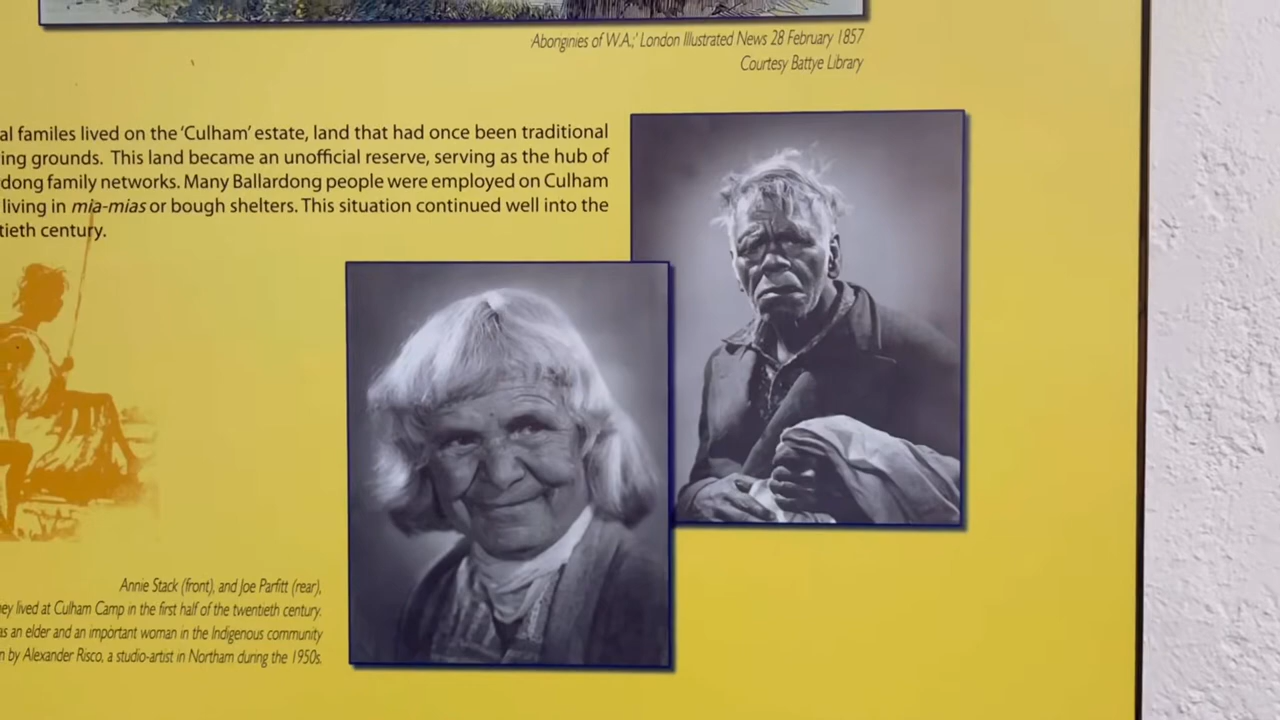 Aboriginies of W.A.;' London Illustrated News 28 February 1857
Courtesy Battye Library
al familes lived on the 'Culham' estate, land that had once been traditional
ing grounds. This land became an unofficial reserve, serving as the hub of
dong family networks. Many Ballardong people were employed on Culham
living in mia-mias or bough shelters. This situation continued well into the
tieth century.
Annie Stack (front), and Joe Parfitt (rear),
ey lived at Culham Camp in the first half of the twentieth century.
as an elder and an important woman in the Indigenous community
n by Alexander Risco, a studio-artist in Northam during the 1950s.